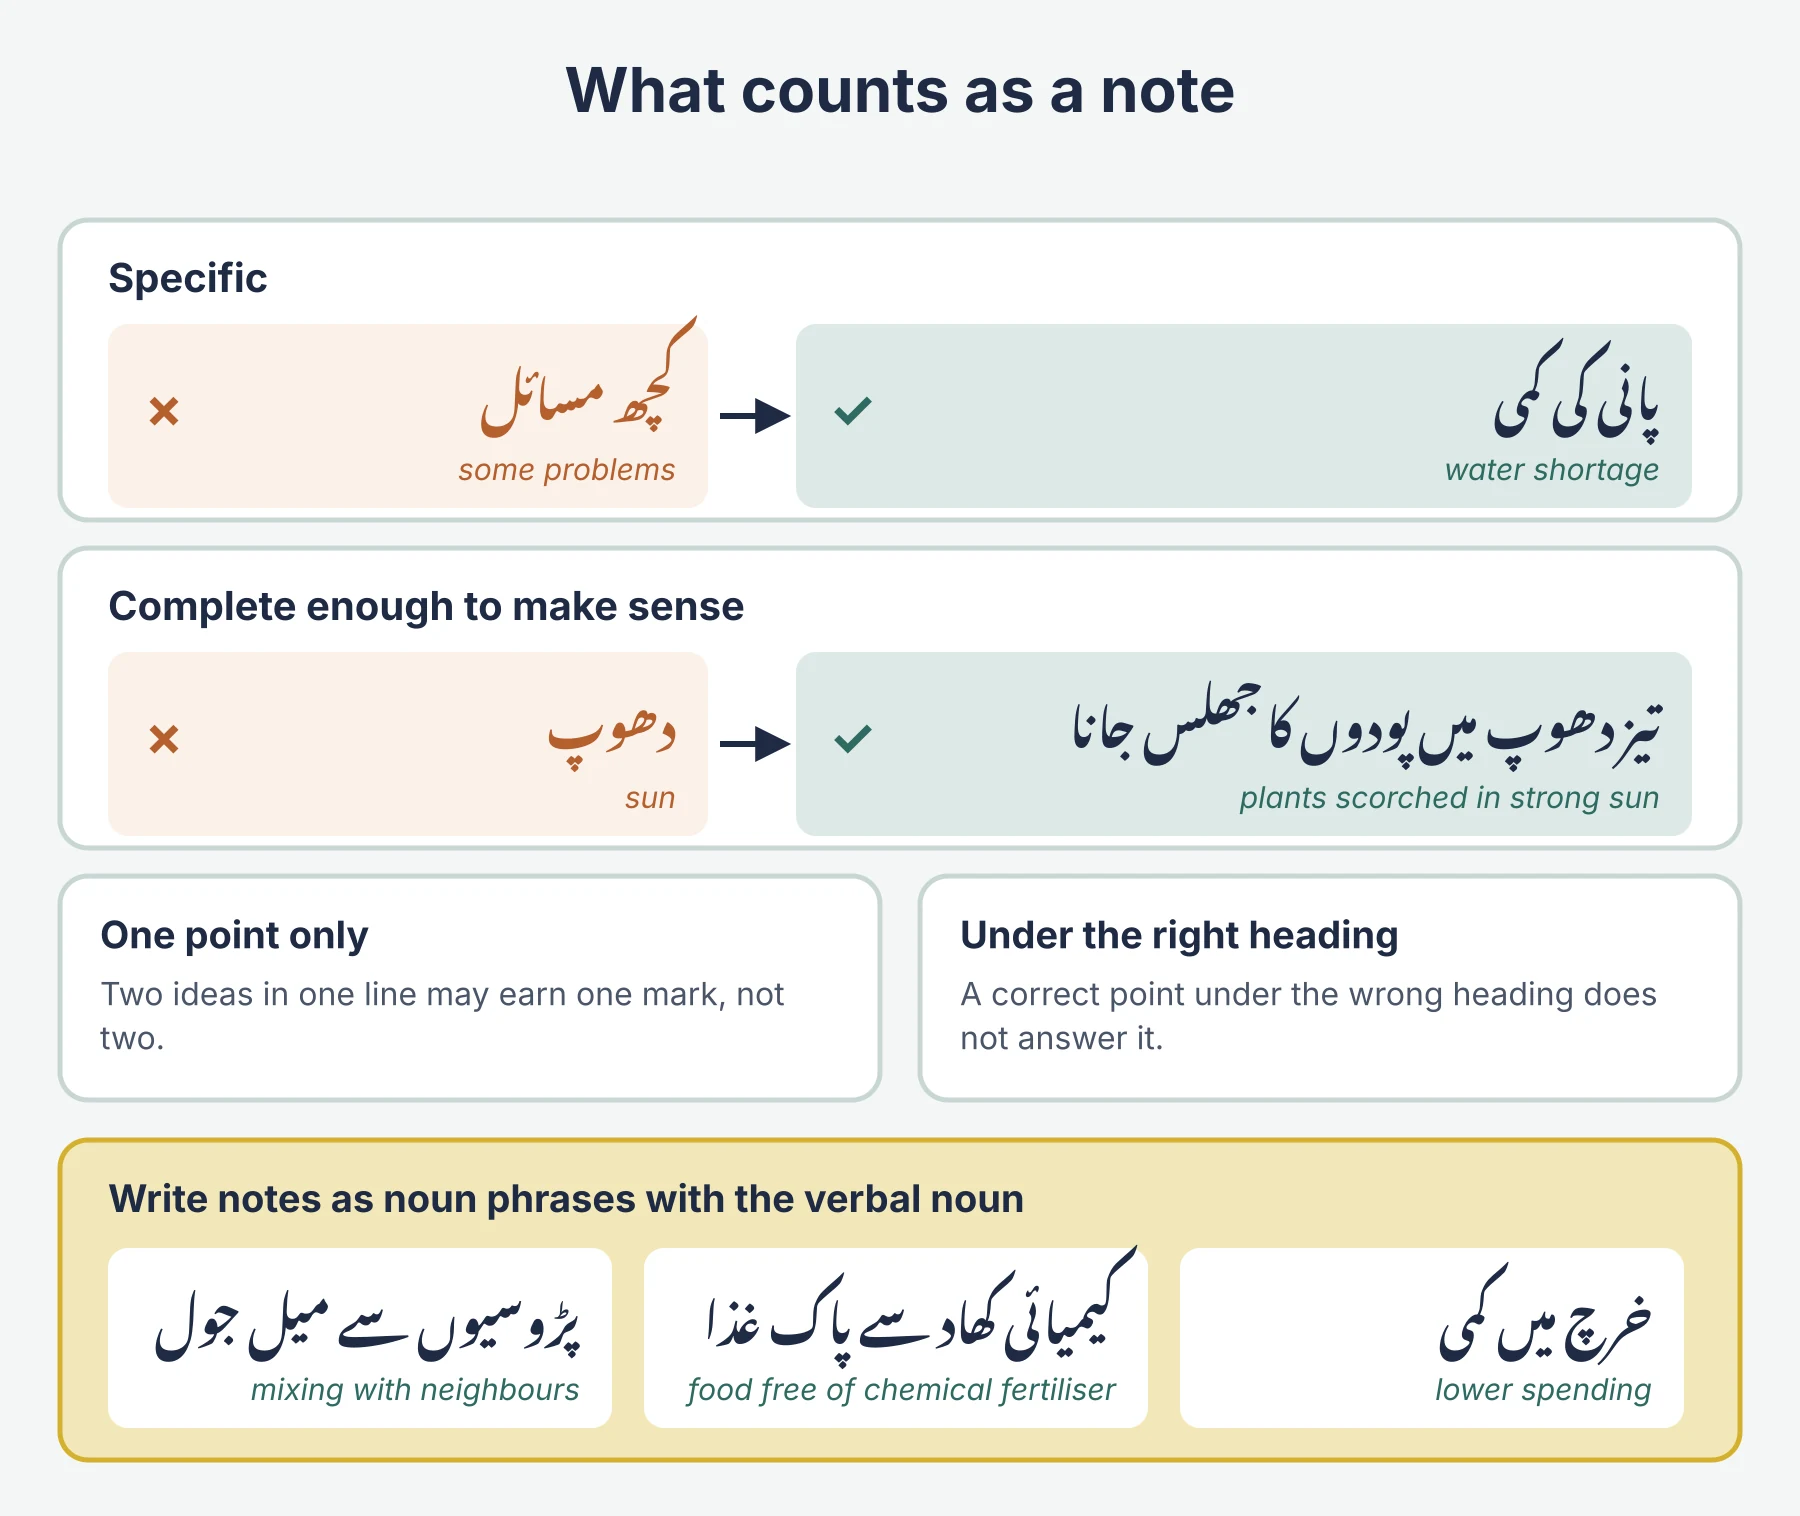 What counts as a note
Specific
کچھ مسائل
some problems
پانی کی کمی
water shortage
Complete enough to make sense
دھوپ
sun
تیز دھوپ میں پودوں کا جھلس جانا
plants scorched in strong sun
One point only
Two ideas in one line may earn one mark, not
two.
Under the right heading
A correct point under the wrong heading does
not answer it.
Write notes as noun phrases with the verbal noun
پڑوسیوں سے میل جول
mixing with neighbours
کیمیائی کھاد سے پاک غذا
food free of chemical fertiliser
خرچ میں کمی
lower spending